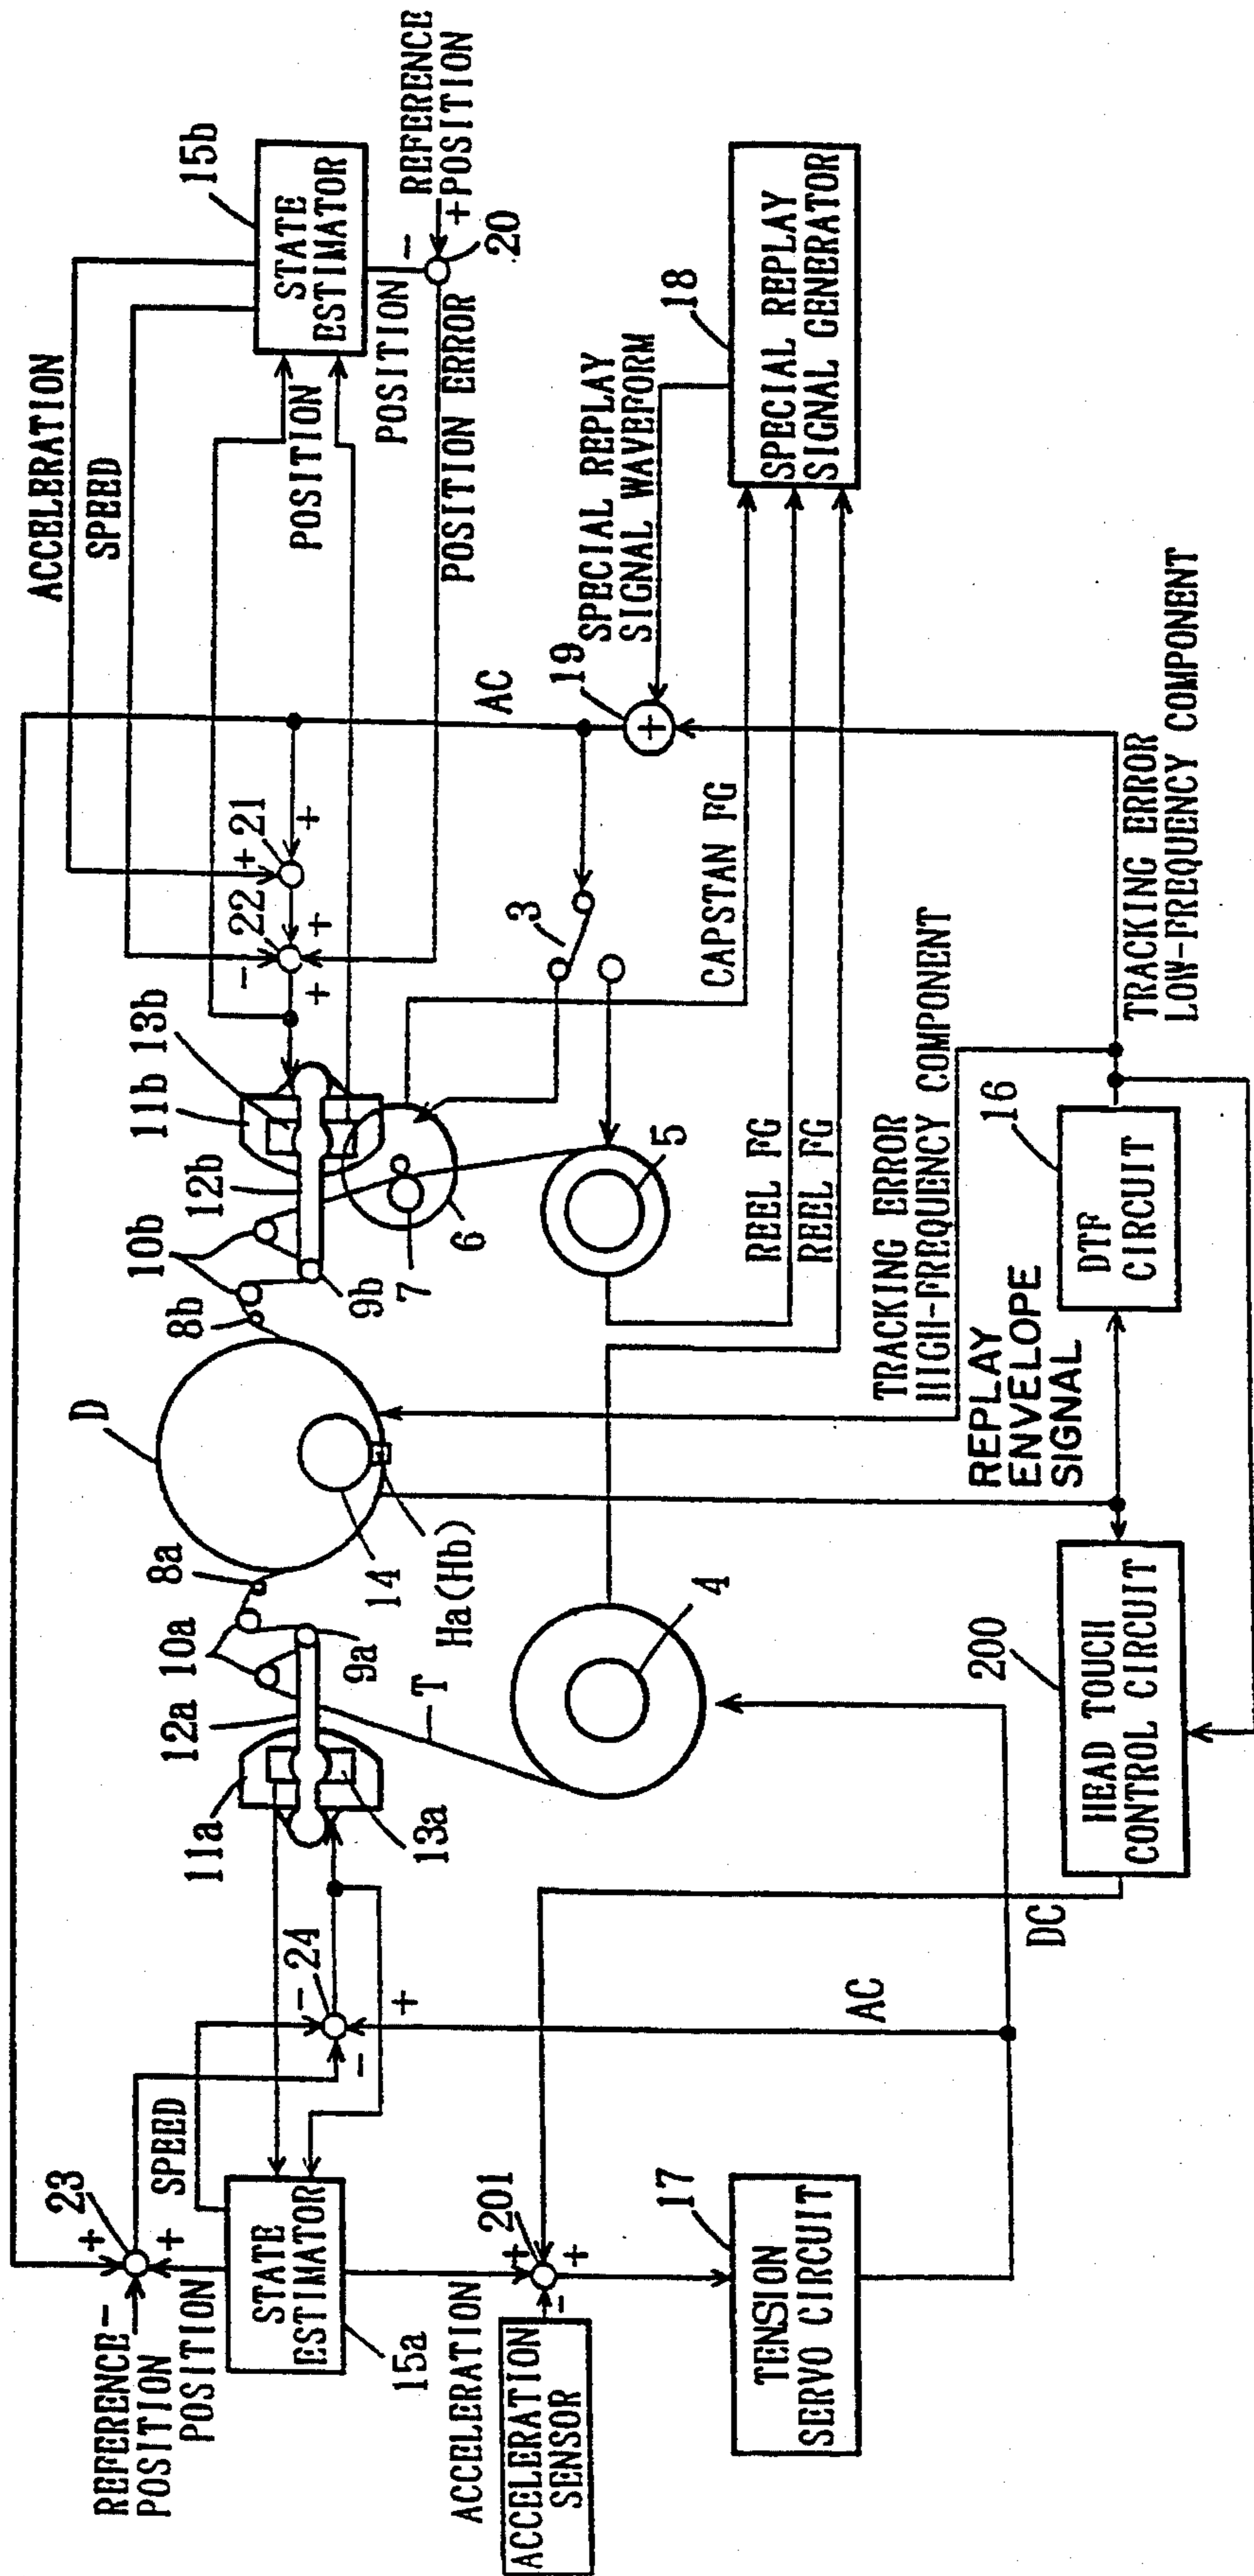 23
REFERENCE
POSITION
POSITION
SPEED
STATE
ESTIMATOR
15a
24
AC
ACCELERATION
ACCELERATION
SENSOR
201
17
TENSION
SERVO CIRCUIT
DC
200
HEAD TOUCH
CONTROL CIRCUIT
11a
12a
13a
10a
8a
9a
T
4
D
14
Ha(Hb)
8b
10b
9b
12b
11b
13b
7
6
5
3
22
21
ACCELERATION
SPEED
POSITION
15b
STATE
ESTIMATOR
POSITION
POSITION ERROR
REFERENCE
POSITION
20
AC
19
SPECIAL REPLAY
SIGNAL WAVEFORM
18
SPECIAL REPLAY
SIGNAL GENERATOR
CAPSTAN FG
REEL FG
REEL FG
TRACKING ERROR
HIGH-FREQUENCY COMPONENT
REPLAY
ENVELOPE
SIGNAL
16
DTF
CIRCUIT
TRACKING ERROR
LOW-FREQUENCY COMPONENT